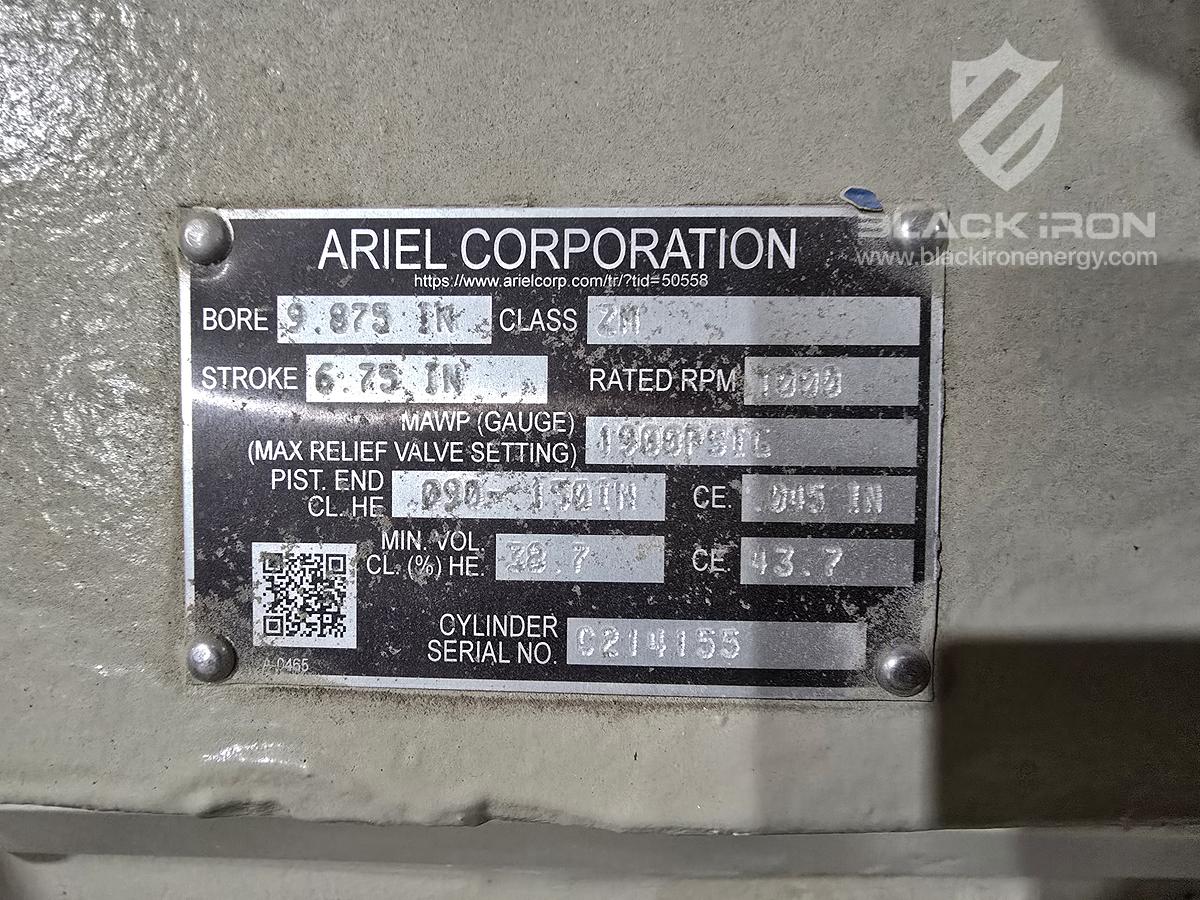 BLACK iRON
www.blackironenergy.com
ARIEL CORPORATION
https://www.arielcorp.com/tr/?tid=50558
BORE 9.875 IN CLASS ZM
STROKE 6.75 IN RATED RPM 1000
MAWP (GAUGE)
(MAX RELIEF VALVE SETTING) 1900PSIG
PIST. END
CL. HE .090-.150IN CE. .045 IN
MIN. VOL
CL. (%) HE. 38.7 CE. 43.7
CYLINDER
SERIAL NO. C214155
A-0465